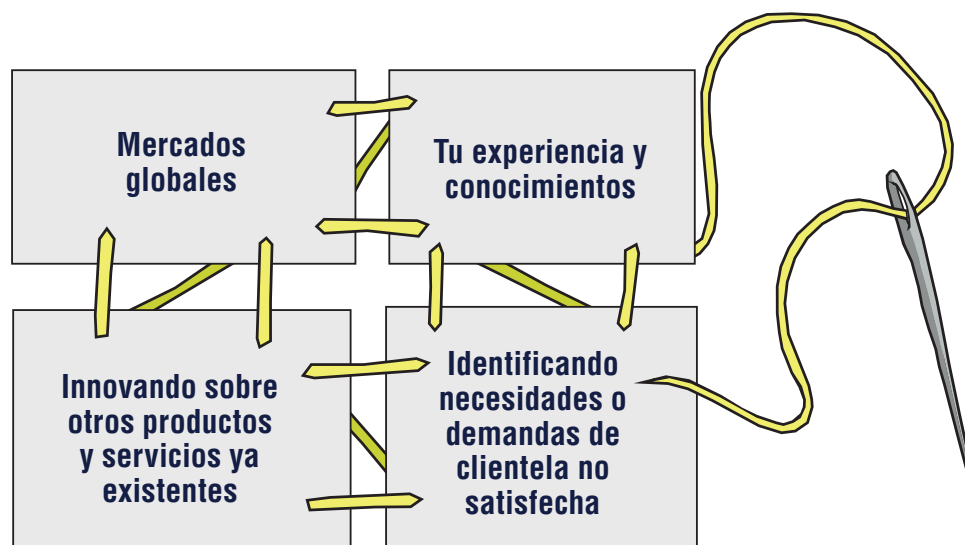 Mercados
globales
Tu experiencia y
conocimientos
Innovando sobre
otros productos
y servicios ya
existentes
Identificando
necesidades o
demandas de
clientela no
satisfecha